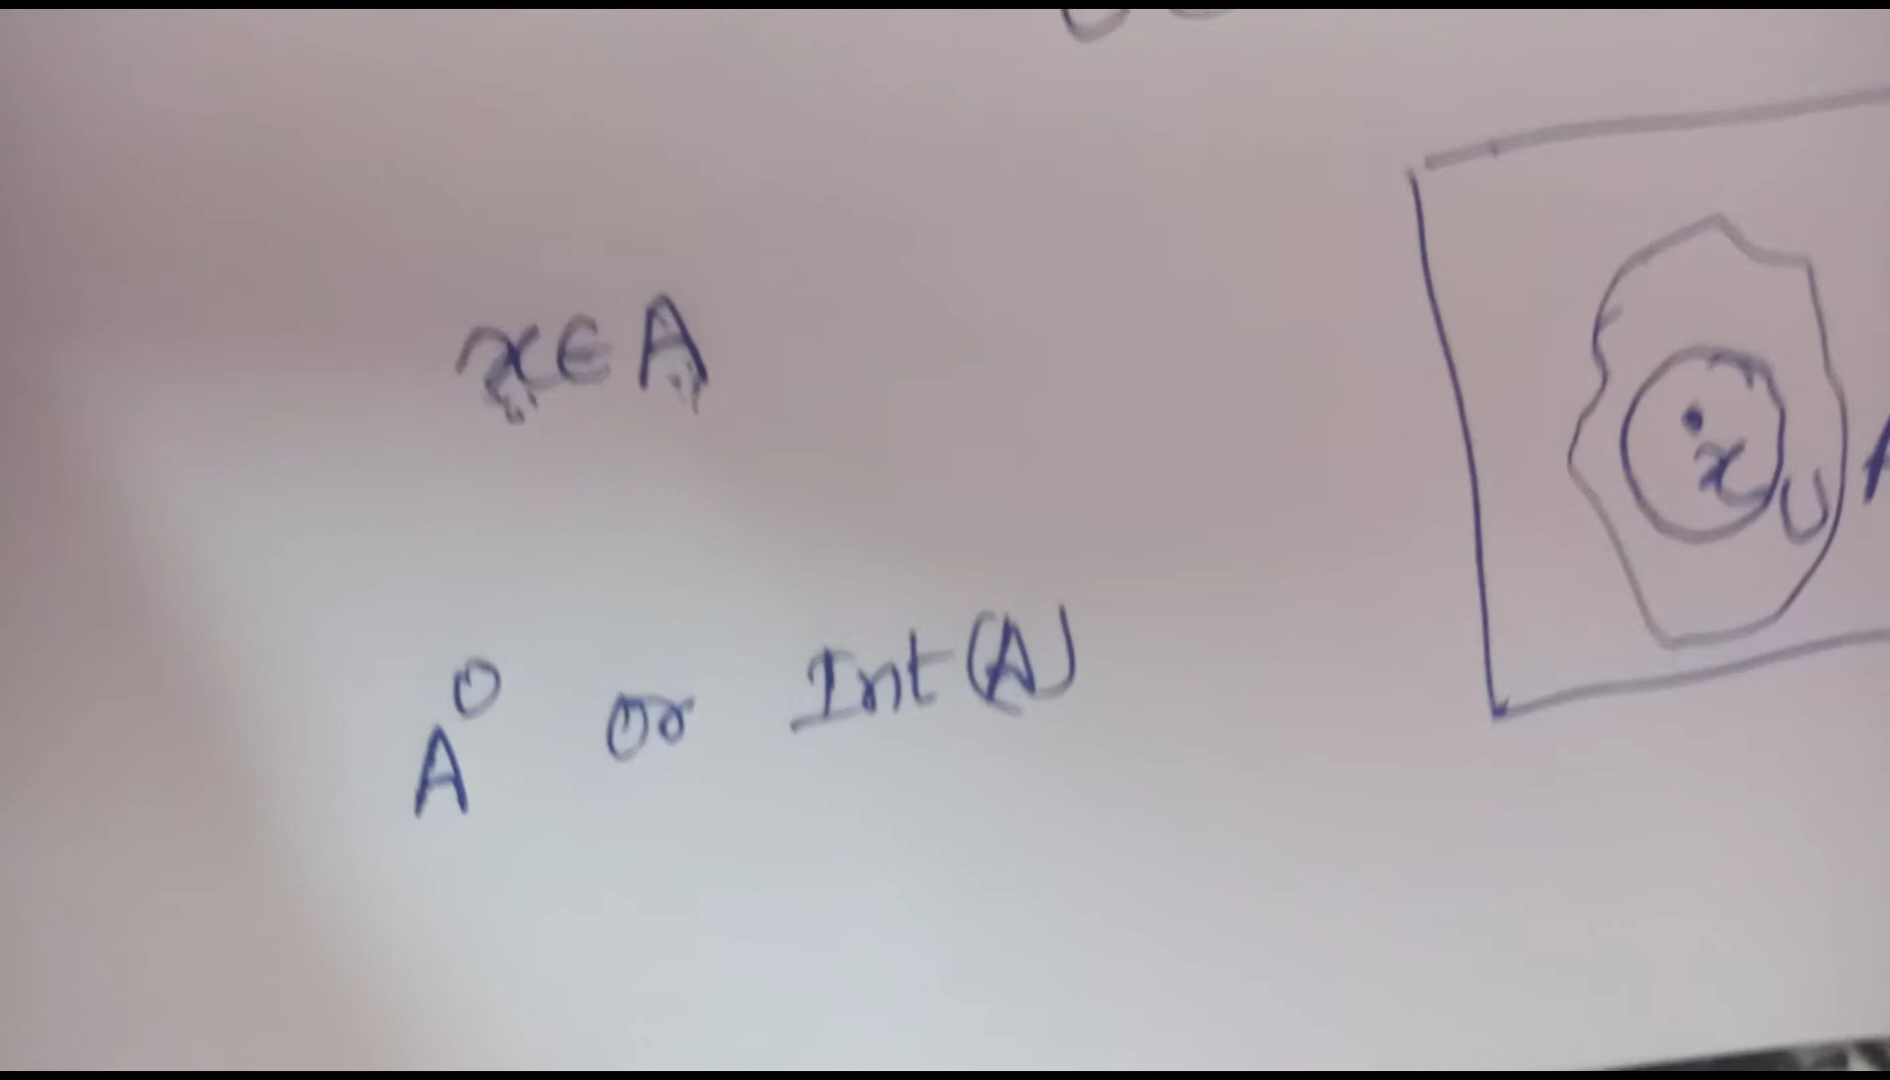 x∈A
x
U
A° or Int(A)